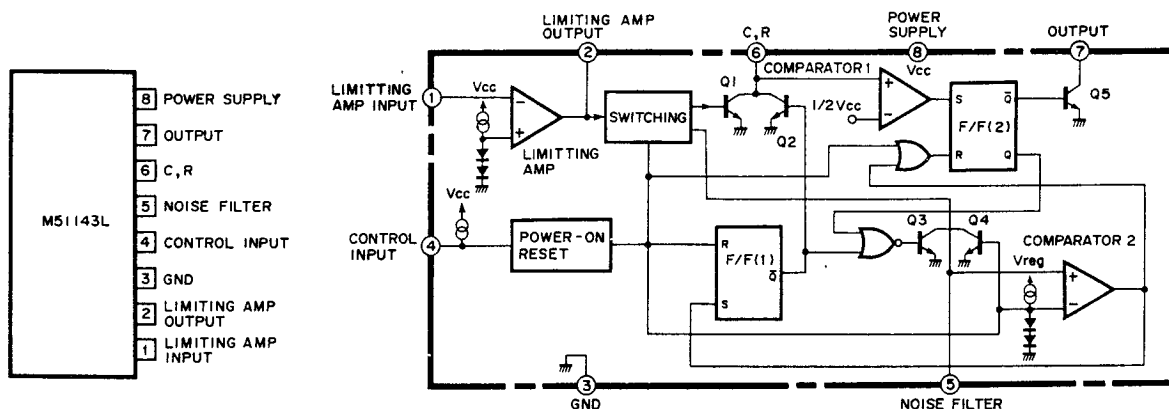 M51143L
8 POWER SUPPLY
7 OUTPUT
6 C,R
5 NOISE FILTER
4 CONTROL INPUT
3 GND
2 LIMITING AMP
OUTPUT
1 LIMITING AMP
INPUT
LIMITING AMP
OUTPUT
2
C,R
6
POWER
SUPPLY
8
OUTPUT
7
LIMITTING
AMP INPUT
1
Vcc
−
+
LIMITTING
AMP
SWITCHING
Q1
Q2
COMPARATOR 1
Vcc
1/2Vcc
+
−
S
Q̅
F/F(2)
R
Q
Q5
CONTROL
INPUT
4
Vcc
POWER-ON
RESET
R
F/F(1)
Q̅
S
Q3
Q4
COMPARATOR 2
Vreg
+
−
3
GND
5
NOISE FILTER